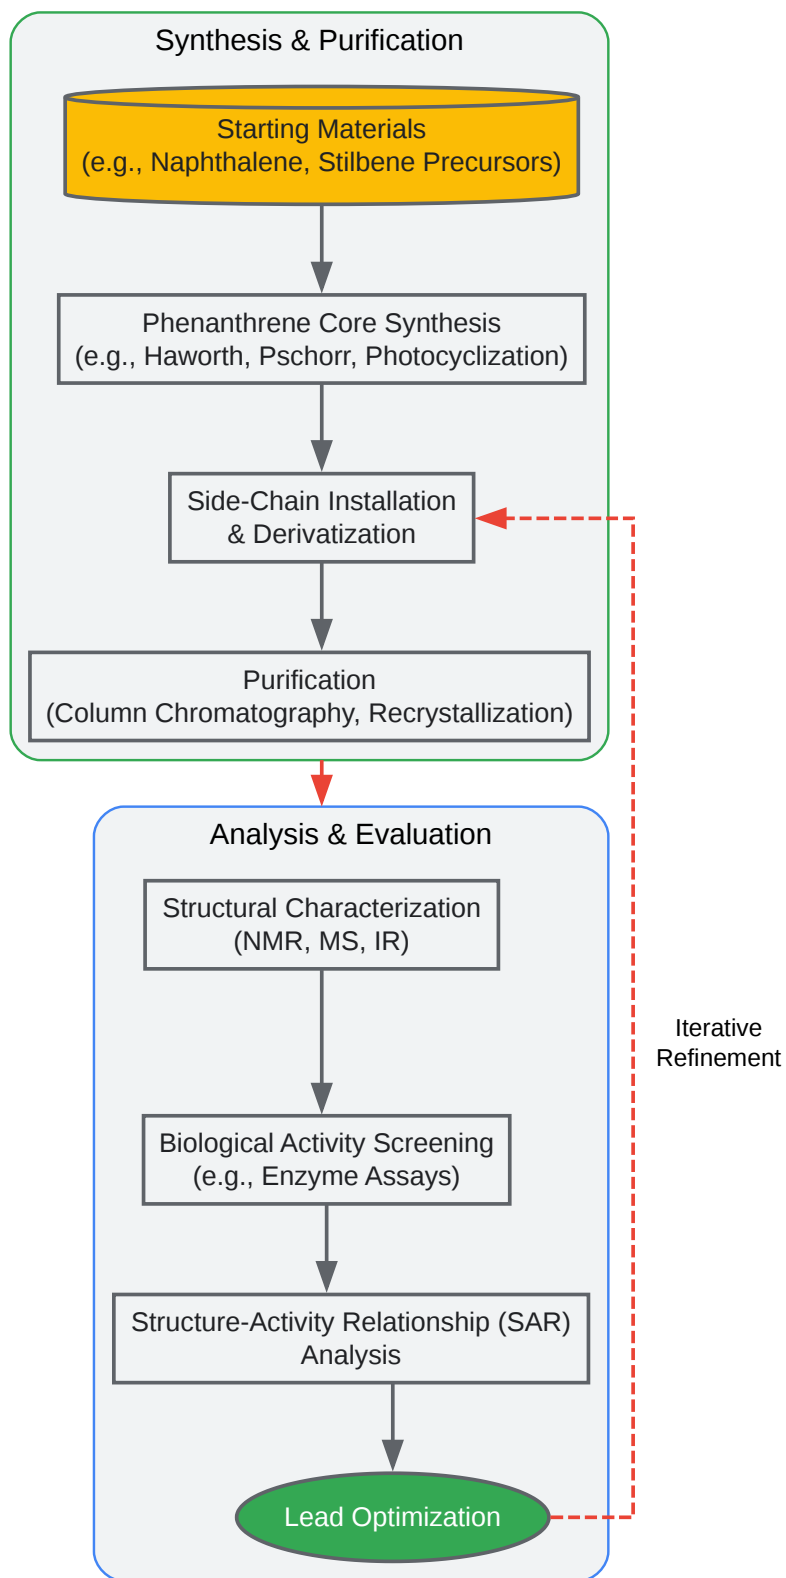 Synthesis & Purification
Starting Materials
(e.g., Naphthalene, Stilbene Precursors)
Phenanthrene Core Synthesis
(e.g., Haworth, Pschorr, Photocyclization)
Side-Chain Installation
& Derivatization
Purification
(Column Chromatography, Recrystallization)
Analysis & Evaluation
Structural Characterization
(NMR, MS, IR)
Iterative
Refinement
Biological Activity Screening
(e.g., Enzyme Assays)
Structure-Activity Relationship (SAR)
Analysis
Lead Optimization